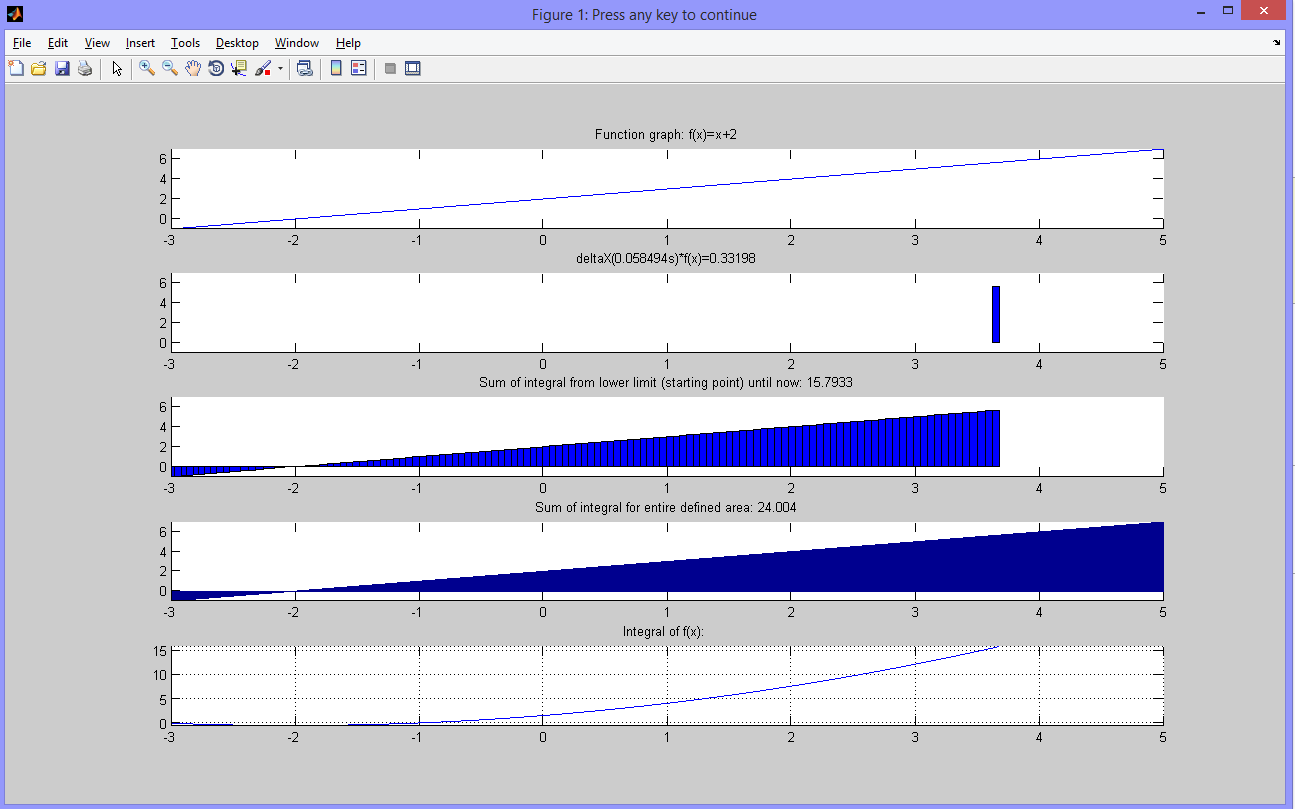 Figure 1: Press any key to continue
File Edit View Insert Tools Desktop Window Help
Function graph: f(x)=x+2
6
4
2
0
-3 -2 -1 0 1 2 3 4 5
deltaX(0.058494s)*f(x)=0.33198
6
4
2
0
-3 -2 -1 0 1 2 3 4 5
Sum of integral from lower limit (starting point) until now: 15.7933
6
4
2
0
-3 -2 -1 0 1 2 3 4 5
Sum of integral for entire defined area: 24.004
6
4
2
0
-3 -2 -1 0 1 2 3 4 5
Integral of f(x):
15
10
5
0
-3 -2 -1 0 1 2 3 4 5